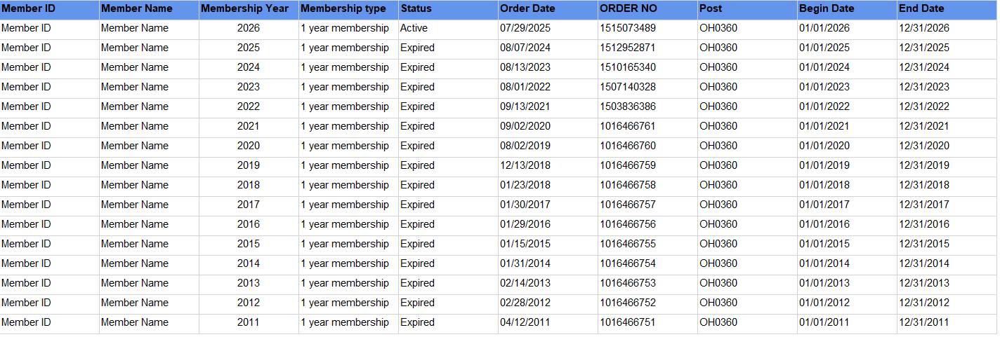 Member ID Member Name Membership Year Membership type Status Order Date ORDER NO Post Begin Date End Date
Member ID Member Name 2026 1 year membership Active 07/29/2025 1515073489 OH0360 01/01/2026 12/31/2026
Member ID Member Name 2025 1 year membership Expired 08/07/2024 1512952871 OH0360 01/01/2025 12/31/2025
Member ID Member Name 2024 1 year membership Expired 08/13/2023 1510165340 OH0360 01/01/2024 12/31/2024
Member ID Member Name 2023 1 year membership Expired 08/01/2022 1507140328 OH0360 01/01/2023 12/31/2023
Member ID Member Name 2022 1 year membership Expired 09/13/2021 1503836386 OH0360 01/01/2022 12/31/2022
Member ID Member Name 2021 1 year membership Expired 09/02/2020 1016466761 OH0360 01/01/2021 12/31/2021
Member ID Member Name 2020 1 year membership Expired 08/02/2019 1016466760 OH0360 01/01/2020 12/31/2020
Member ID Member Name 2019 1 year membership Expired 12/13/2018 1016466759 OH0360 01/01/2019 12/31/2019
Member ID Member Name 2018 1 year membership Expired 01/23/2018 1016466758 OH0360 01/01/2018 12/31/2018
Member ID Member Name 2017 1 year membership Expired 01/30/2017 1016466757 OH0360 01/01/2017 12/31/2017
Member ID Member Name 2016 1 year membership Expired 01/29/2016 1016466756 OH0360 01/01/2016 12/31/2016
Member ID Member Name 2015 1 year membership Expired 01/15/2015 1016466755 OH0360 01/01/2015 12/31/2015
Member ID Member Name 2014 1 year membership Expired 01/31/2014 1016466754 OH0360 01/01/2014 12/31/2014
Member ID Member Name 2013 1 year membership Expired 02/14/2013 1016466753 OH0360 01/01/2013 12/31/2013
Member ID Member Name 2012 1 year membership Expired 02/28/2012 1016466752 OH0360 01/01/2012 12/31/2012
Member ID Member Name 2011 1 year membership Expired 04/12/2011 1016466751 OH0360 01/01/2011 12/31/2011